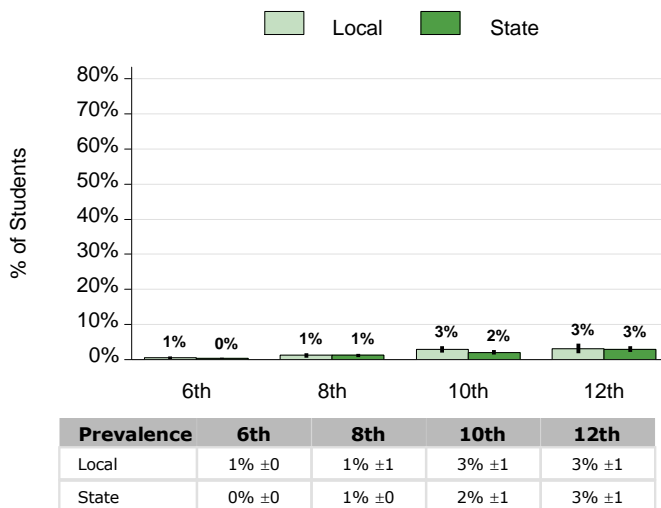 Local State
% of Students
80%
70%
60%
50%
40%
30%
20%
10%
0%
1% 0% 1% 1% 3% 2% 3% 3%
6th 8th 10th 12th
Prevalence 6th 8th 10th 12th
Local 1% ±0 1% ±1 3% ±1 3% ±1
State 0% ±0 1% ±0 2% ±1 3% ±1